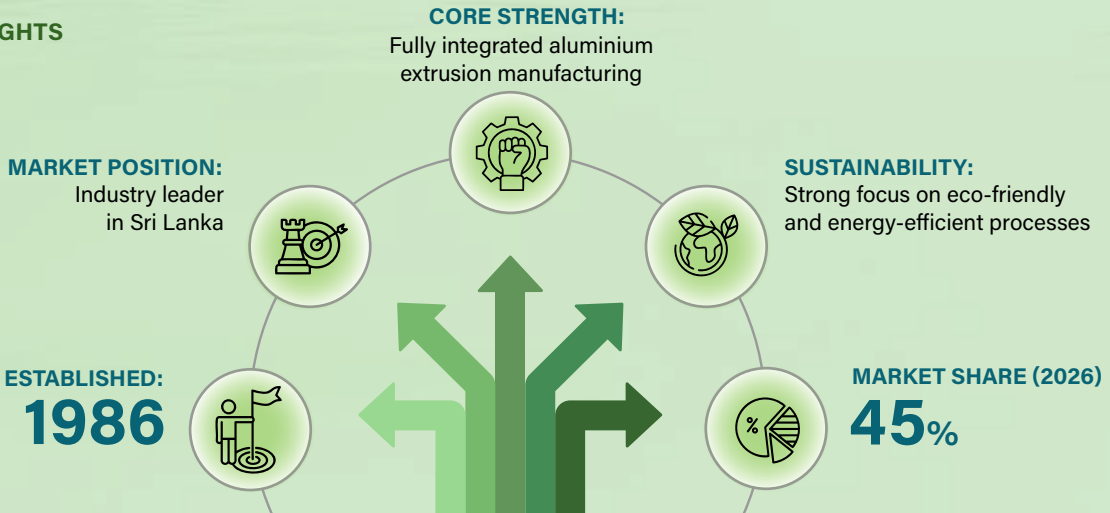 CORE STRENGTH:
Fully integrated aluminium
extrusion manufacturing
MARKET POSITION:
Industry leader
in Sri Lanka
SUSTAINABILITY:
Strong focus on eco-friendly
and energy-efficient processes
ESTABLISHED:
1986
MARKET SHARE (2026)
45%
%